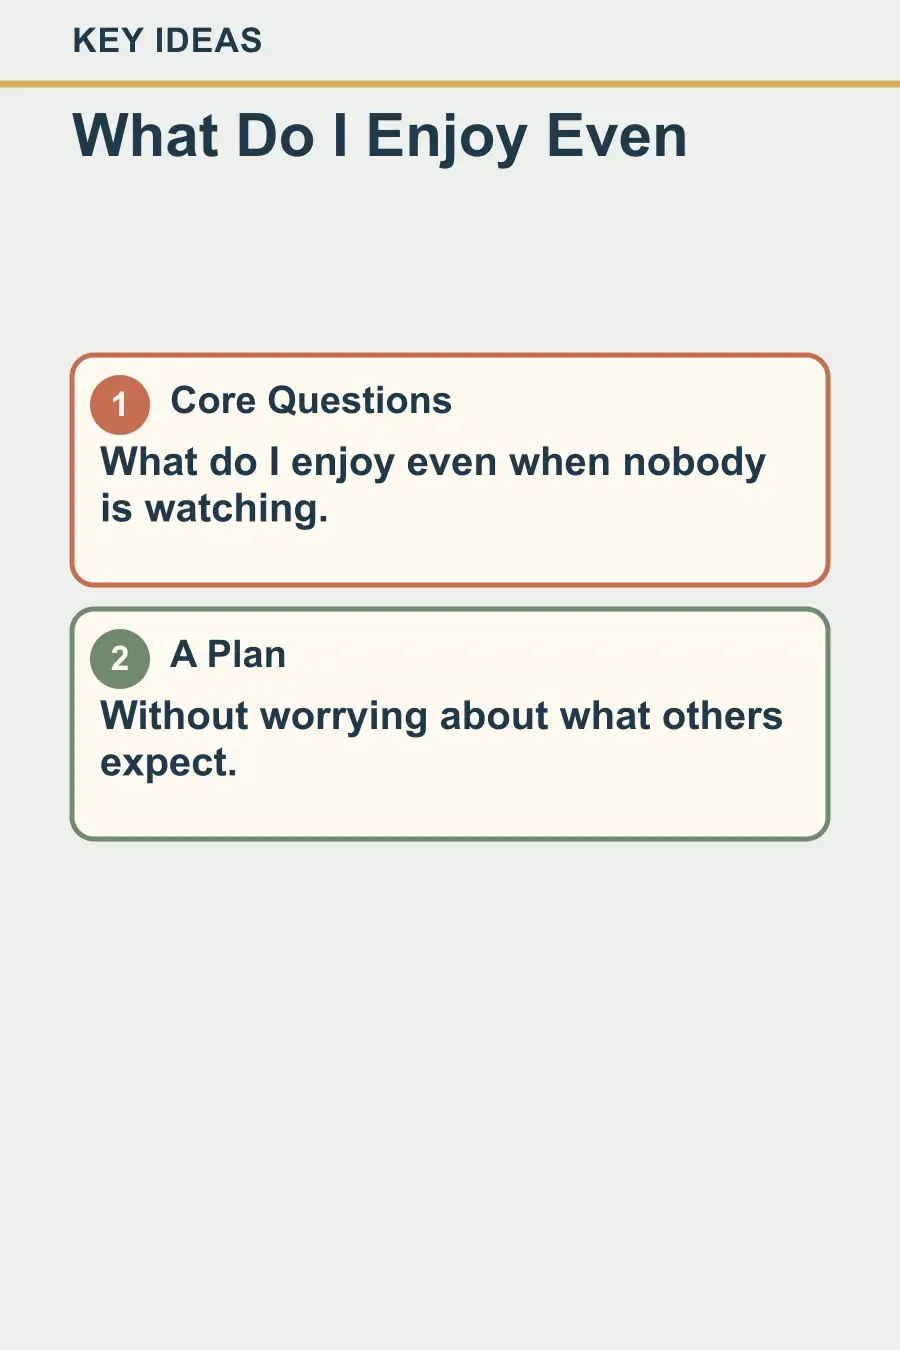 KEY IDEAS
What Do I Enjoy Even
1 Core Questions
What do I enjoy even when nobody
is watching.
2 A Plan
Without worrying about what others
expect.